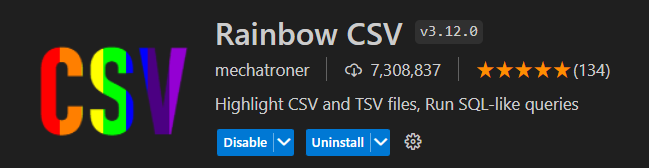 CSV
Rainbow CSV v3.12.0
mechatroner 7,308,837 (134)
Highlight CSV and TSV files, Run SQL-like queries
Disable Uninstall